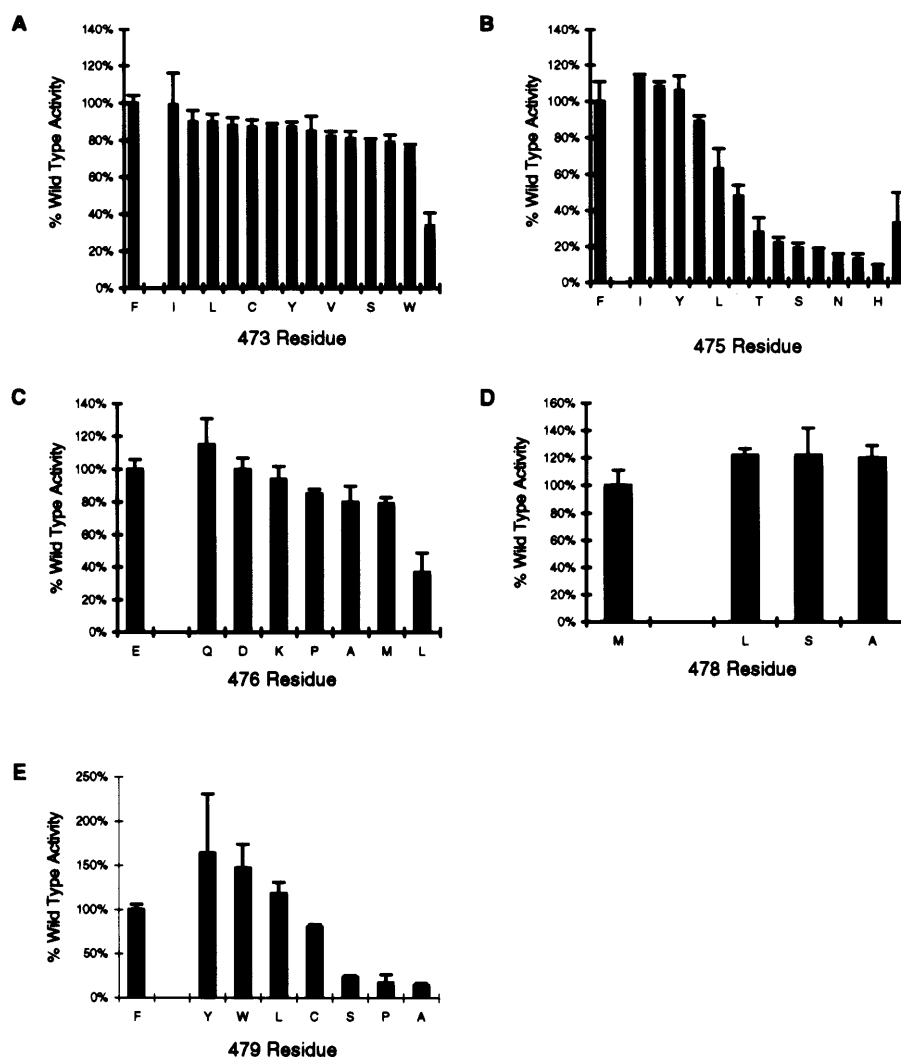 A
% Wild Type Activity
140%
120%
100%
80%
60%
40%
20%
0%
F I L C Y V S W
473 Residue
B
% Wild Type Activity
140%
120%
100%
80%
60%
40%
20%
0%
F I Y L T S N H
475 Residue
C
% Wild Type Activity
140%
120%
100%
80%
60%
40%
20%
0%
E Q D K P A M L
476 Residue
D
% Wild Type Activity
160%
140%
120%
100%
80%
60%
40%
20%
0%
M L S A
478 Residue
E
% Wild Type Activity
250%
200%
150%
100%
50%
0%
F Y W L C S P A
479 Residue